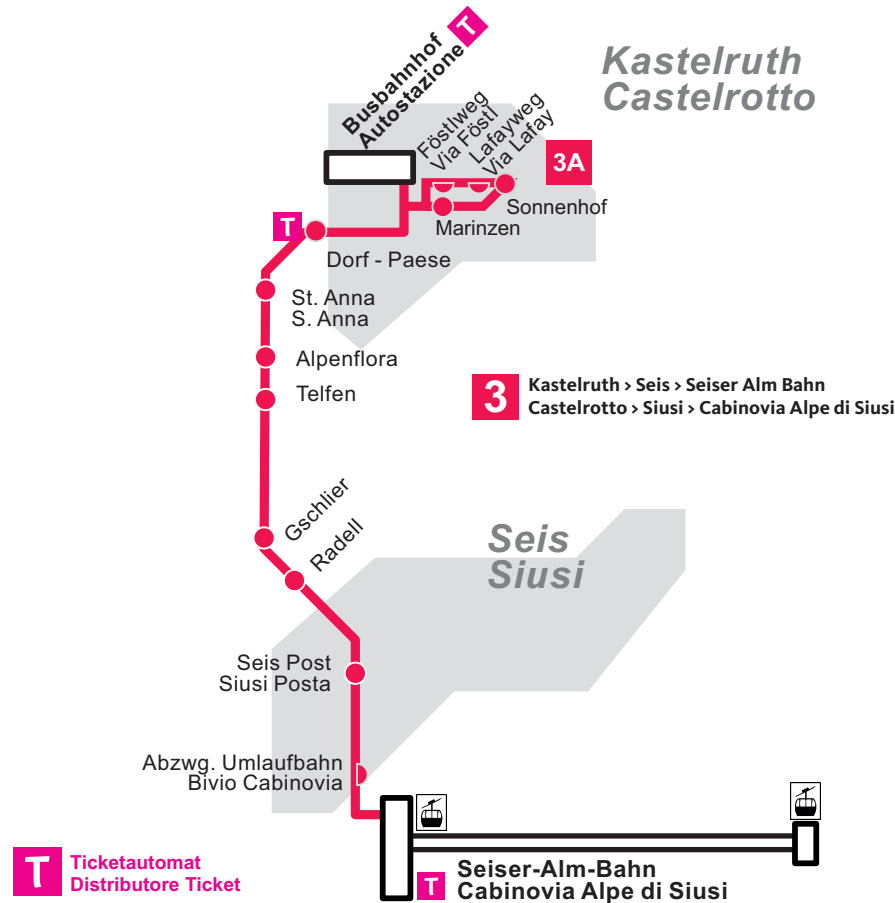 Kastelruth
Castelrotto
Busbahnhof
Autostazione
T
Föstlweg
Via Föstl
Lafayweg
Via Lafay
3A
Sonnenhof
Marinzen
T
Dorf - Paese
St. Anna
S. Anna
Alpenflora
Telfen
3
Kastelruth › Seis › Seiser Alm Bahn
Castelrotto › Siusi › Cabinovia Alpe di Siusi
Gschlier
Radell
Seis
Siusi
Seis Post
Siusi Posta
Abzwg. Umlaufbahn
Bivio Cabinovia
T
Ticketautomat
Distributore Ticket
T
Seiser-Alm-Bahn
Cabinovia Alpe di Siusi